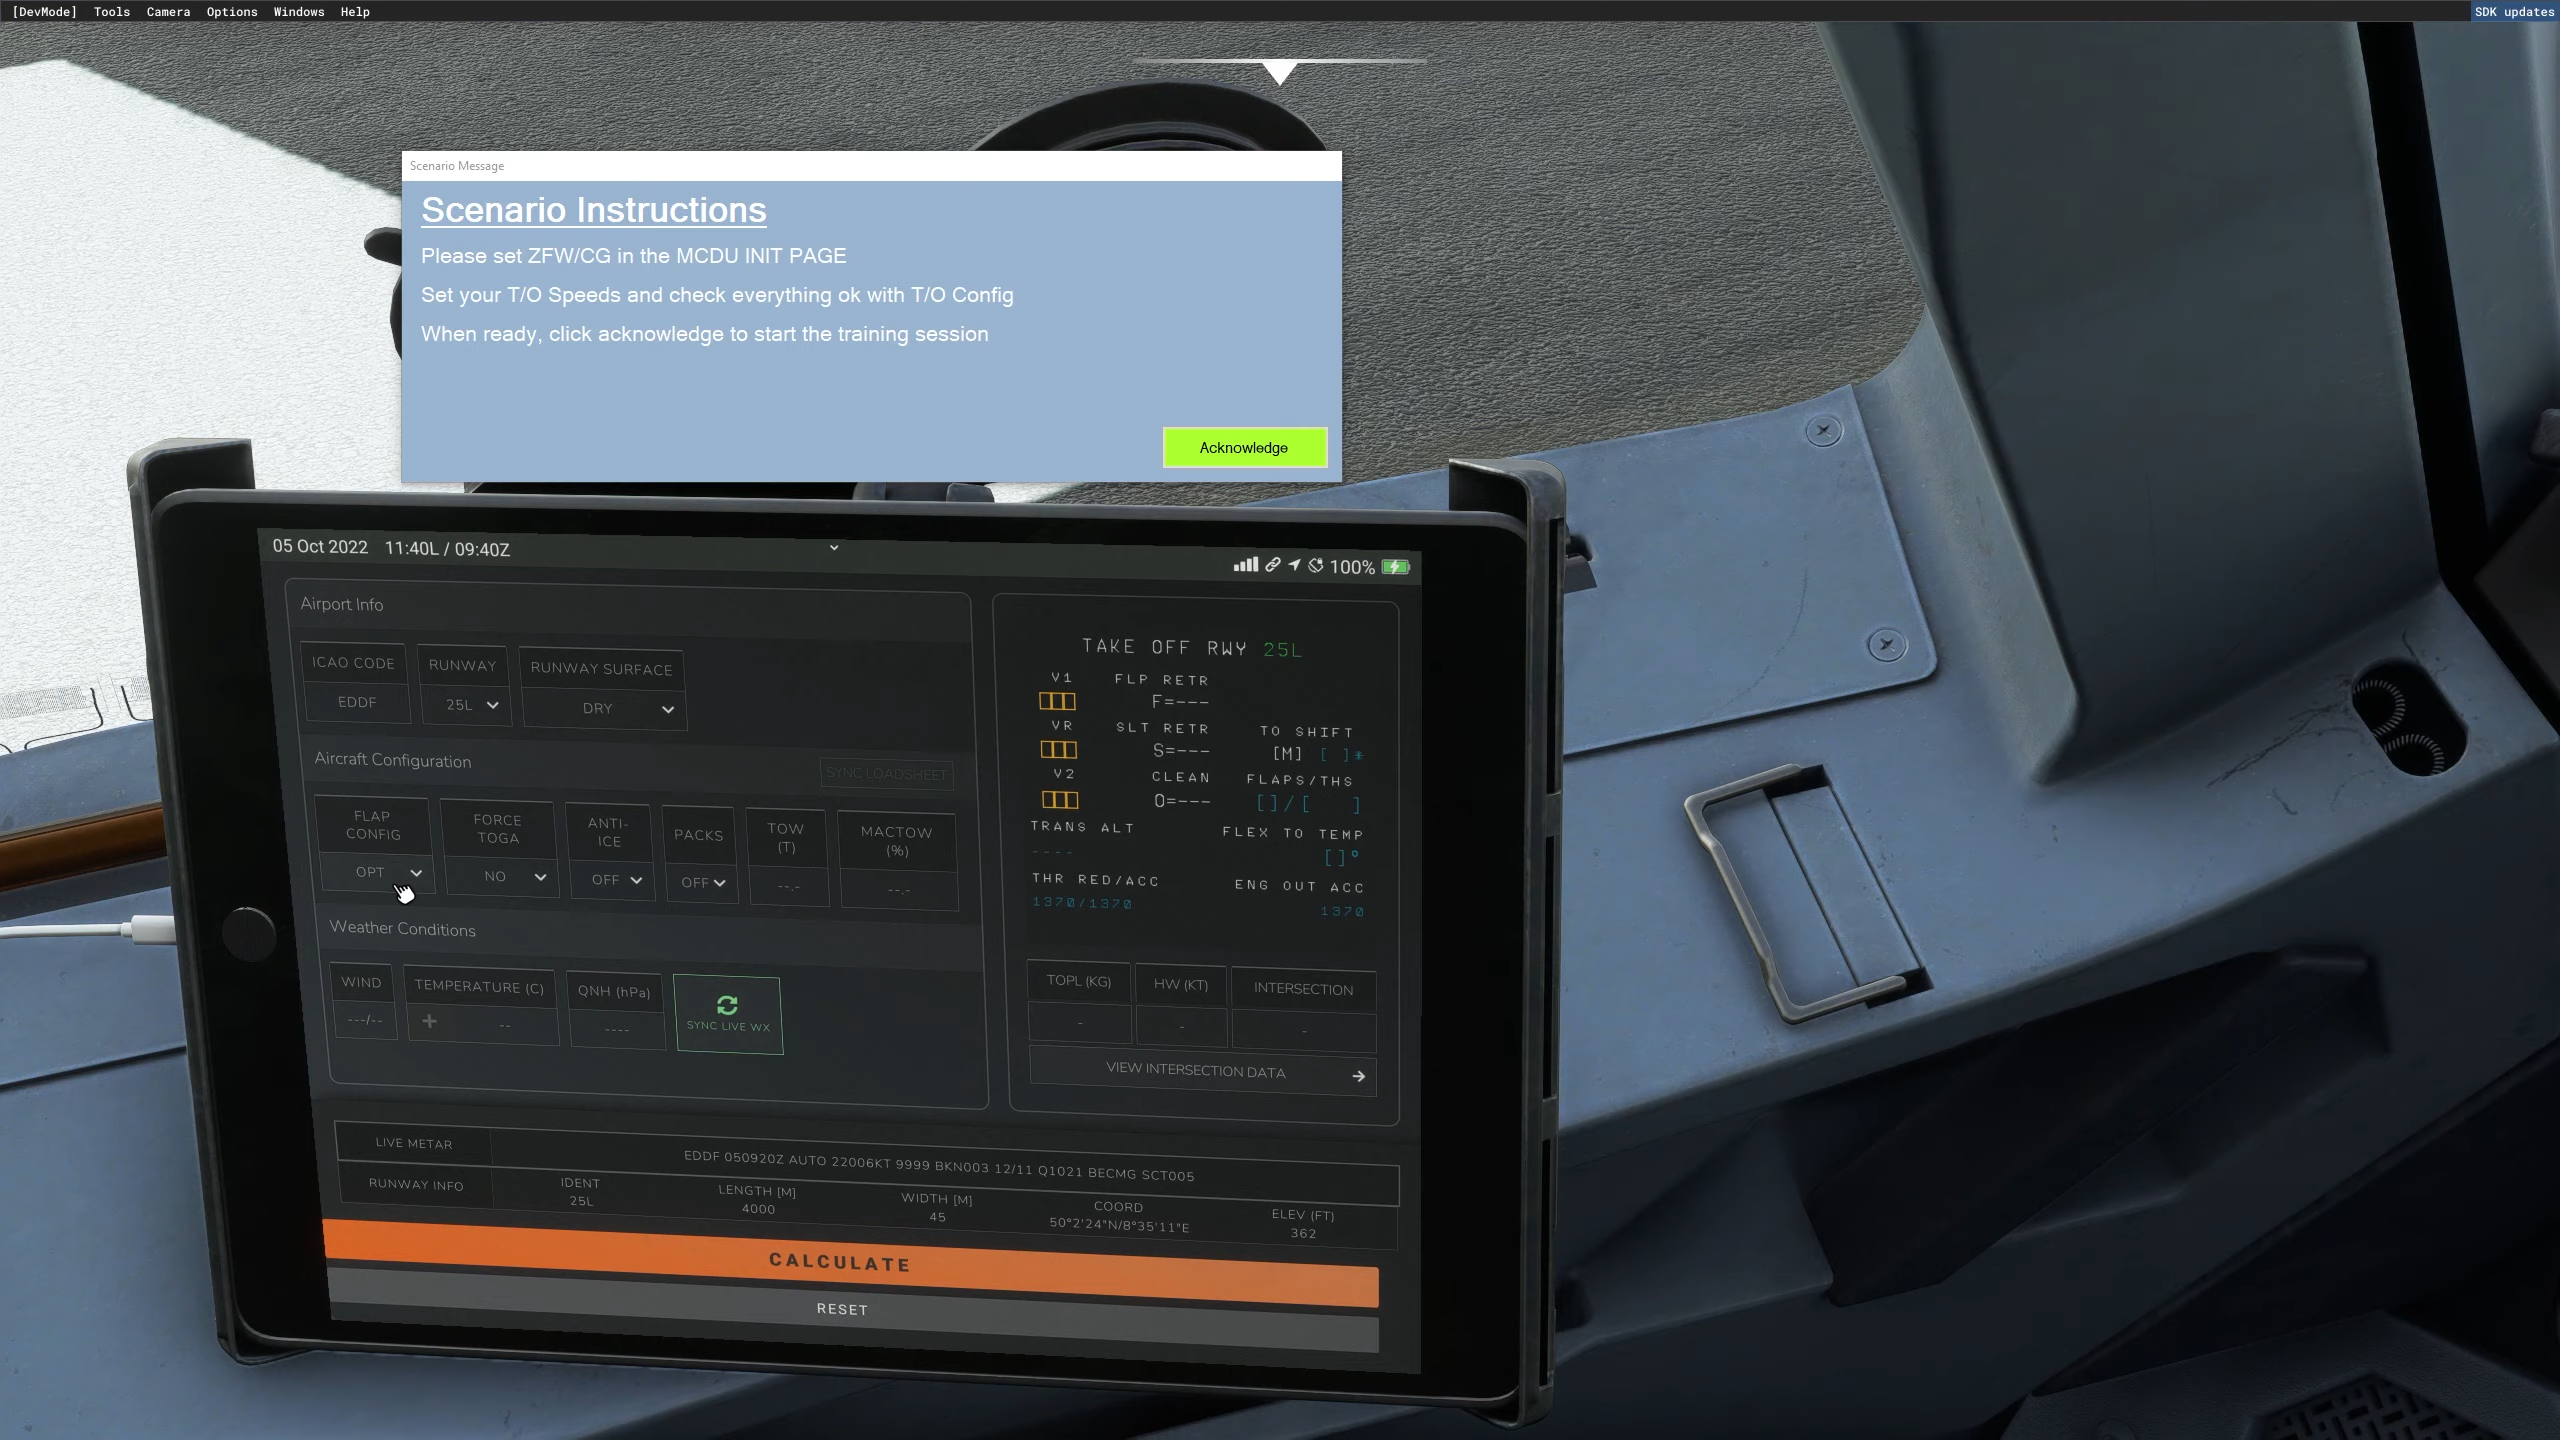 [DevMode] Tools Camera Options Windows Help SDK updates
Scenario Message
Scenario Instructions
Please set ZFW/CG in the MCDU INIT PAGE
Set your T/O Speeds and check everything ok with T/O Config
When ready, click acknowledge to start the training session
Acknowledge
05 Oct 2022 11:40L / 09:40Z 100%
Airport Info
ICAO CODE RUNWAY RUNWAY SURFACE
EDDF 25L DRY
Aircraft Configuration SYNC LOADSHEET
FLAP CONFIG FORCE TOGA ANTI-ICE PACKS TOW (T) MACTOW (%)
OPT NO OFF OFF --.- --.-
Weather Conditions
WIND TEMPERATURE (C) QNH (hPa)
---/-- + -- ----
SYNC LIVE WX
TAKE OFF RWY 25L
V1 FLP RETR
F=---
VR SLT RETR TO SHIFT
S=--- [M] [ ]*
V2 CLEAN FLAPS/THS
O=--- []/[ ]
TRANS ALT FLEX TO TEMP
---- []°
THR RED/ACC ENG OUT ACC
1370/1370 1370
TOPL (KG) HW (KT) INTERSECTION
- - -
VIEW INTERSECTION DATA
LIVE METAR EDDF 050920Z AUTO 22006KT 9999 BKN003 12/11 Q1021 BECMG SCT005
RUNWAY INFO IDENT LENGTH [M] WIDTH [M] COORD ELEV (FT)
25L 4000 45 50°2'24"N/8°35'11"E 362
CALCULATE
RESET